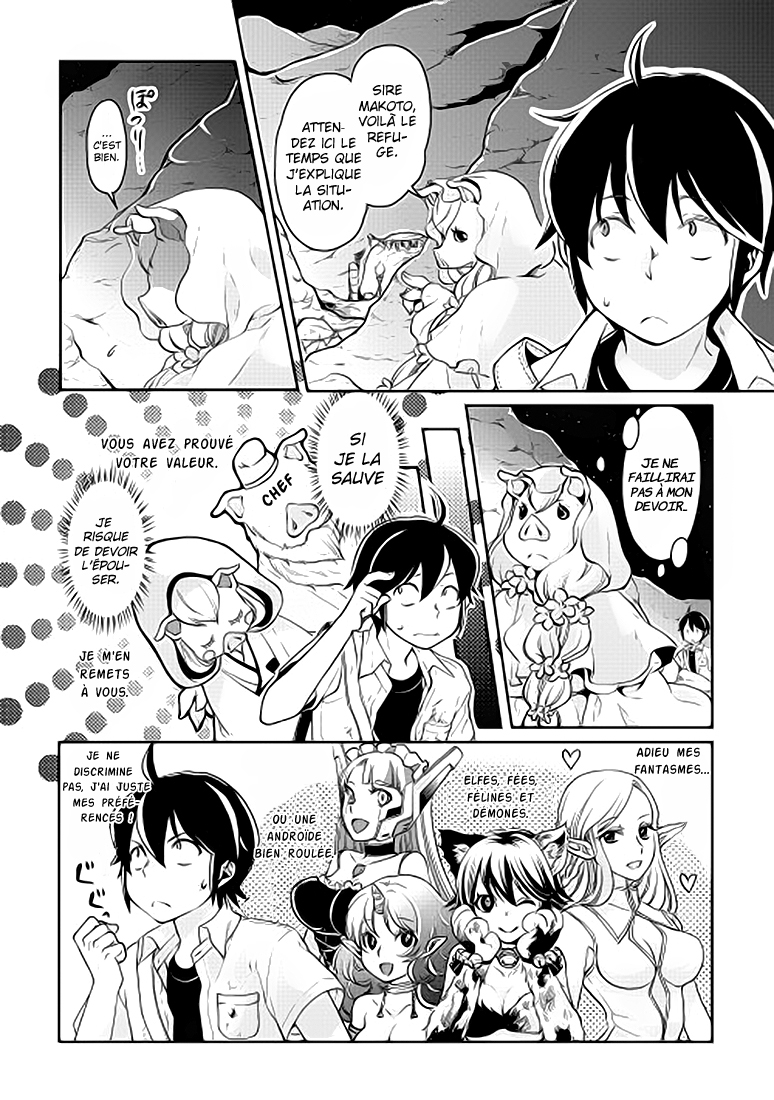 SIRE
MAKOTO,
VOILÀ LE
REFU-
GE.
ATTEN-
DEZ ICI LE
TEMPS QUE
J'EXPLIQUE
LA SITU-
ATION.
...
C'EST
BIEN.
ぽつり
JE NE
FAILLIRAI
PAS À MON
DEVOIR...
SI
JE LA
SAUVE
VOUS AVEZ PROUVÉ
VOTRE VALEUR.
CHEF
JE
RISQUE
DE DEVOIR
L'ÉPOU-
SER.
JE M'EN
REMETS
À VOUS.
ADIEU MES
FANTASMES...
ELFES, FÉES,
FÉLINES ET
DÉMONES.
OU UNE
ANDROÏDE
BIEN ROULÉE.
JE NE
DISCRIMINE
PAS, J'AI JUSTE
MES PRÉFÉ-
RENCES !
ぐぐっ